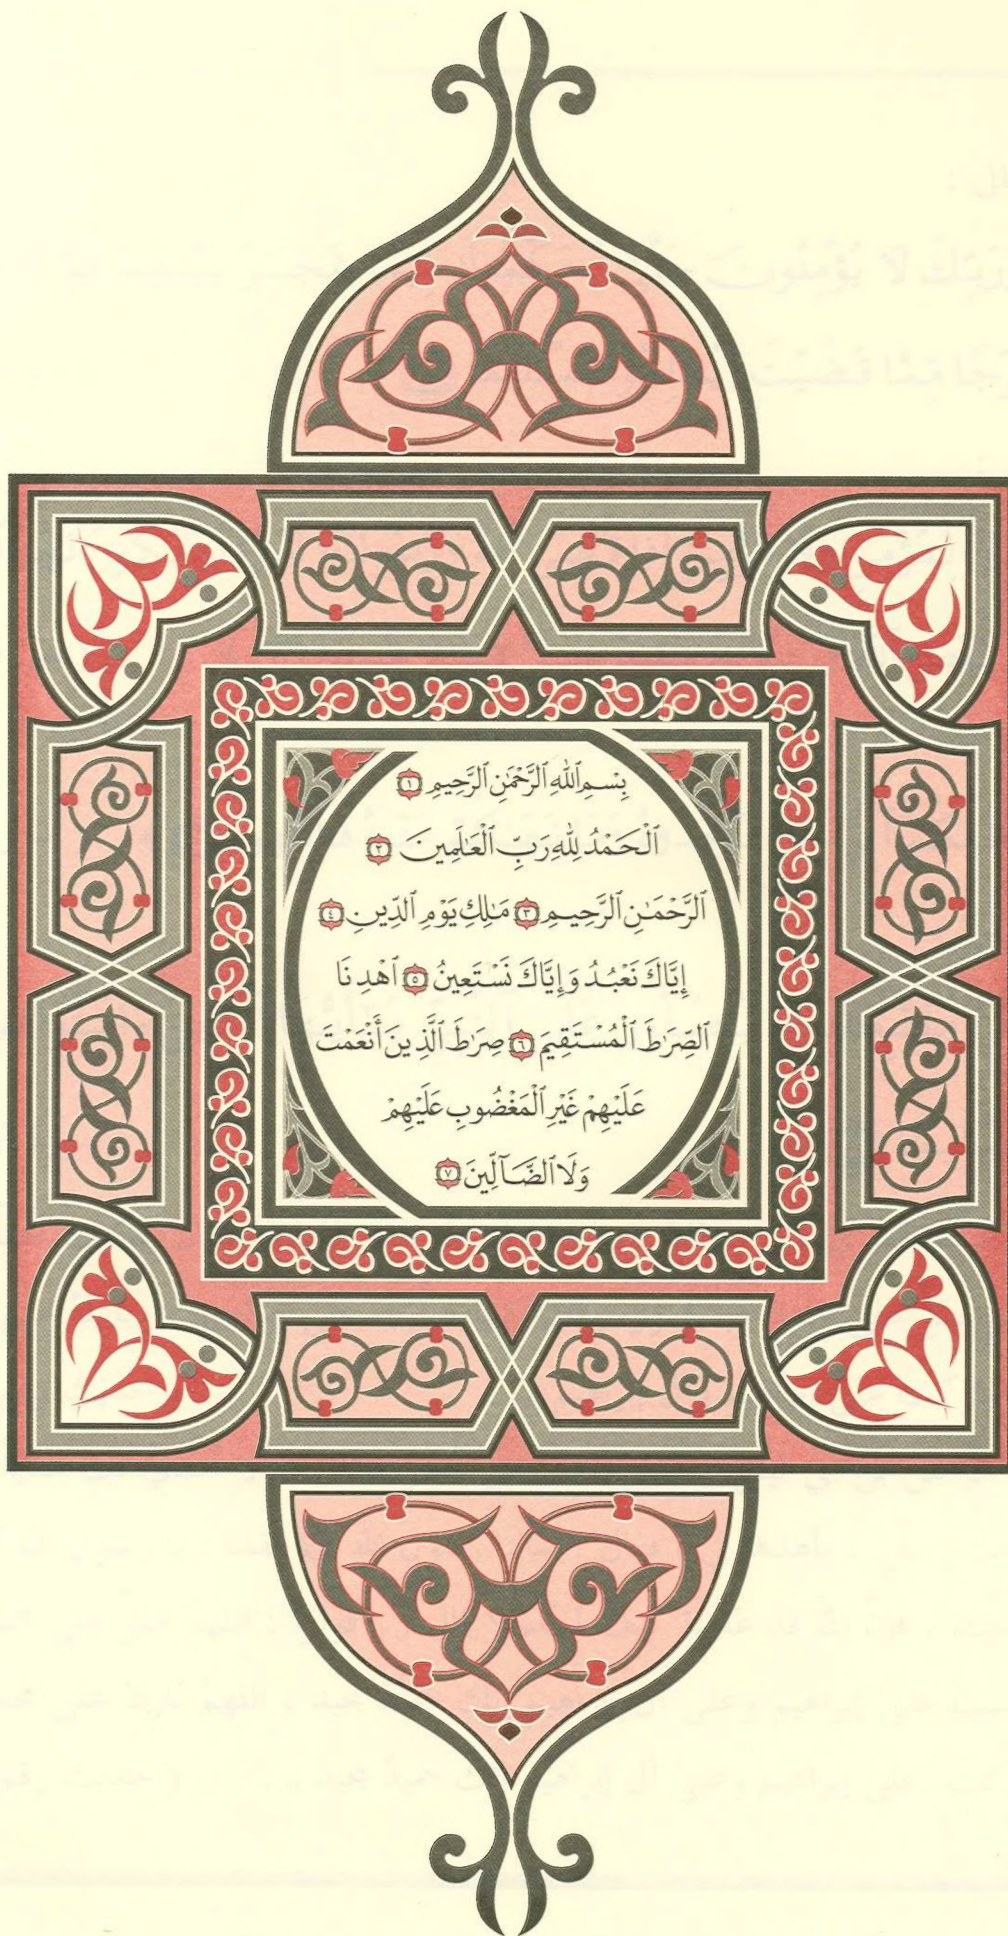 بِسْمِ ٱللَّهِ ٱلرَّحْمَٰنِ ٱلرَّحِيمِ ١
ٱلْحَمْدُ لِلَّهِ رَبِّ ٱلْعَٰلَمِينَ ٢
ٱلرَّحْمَٰنِ ٱلرَّحِيمِ ٣ مَٰلِكِ يَوْمِ ٱلدِّينِ ٤
إِيَّاكَ نَعْبُدُ وَإِيَّاكَ نَسْتَعِينُ ٥ ٱهْدِنَا
ٱلصِّرَٰطَ ٱلْمُسْتَقِيمَ ٦ صِرَٰطَ ٱلَّذِينَ أَنْعَمْتَ
عَلَيْهِمْ غَيْرِ ٱلْمَغْضُوبِ عَلَيْهِمْ
وَلَا ٱلضَّآلِّينَ ٧